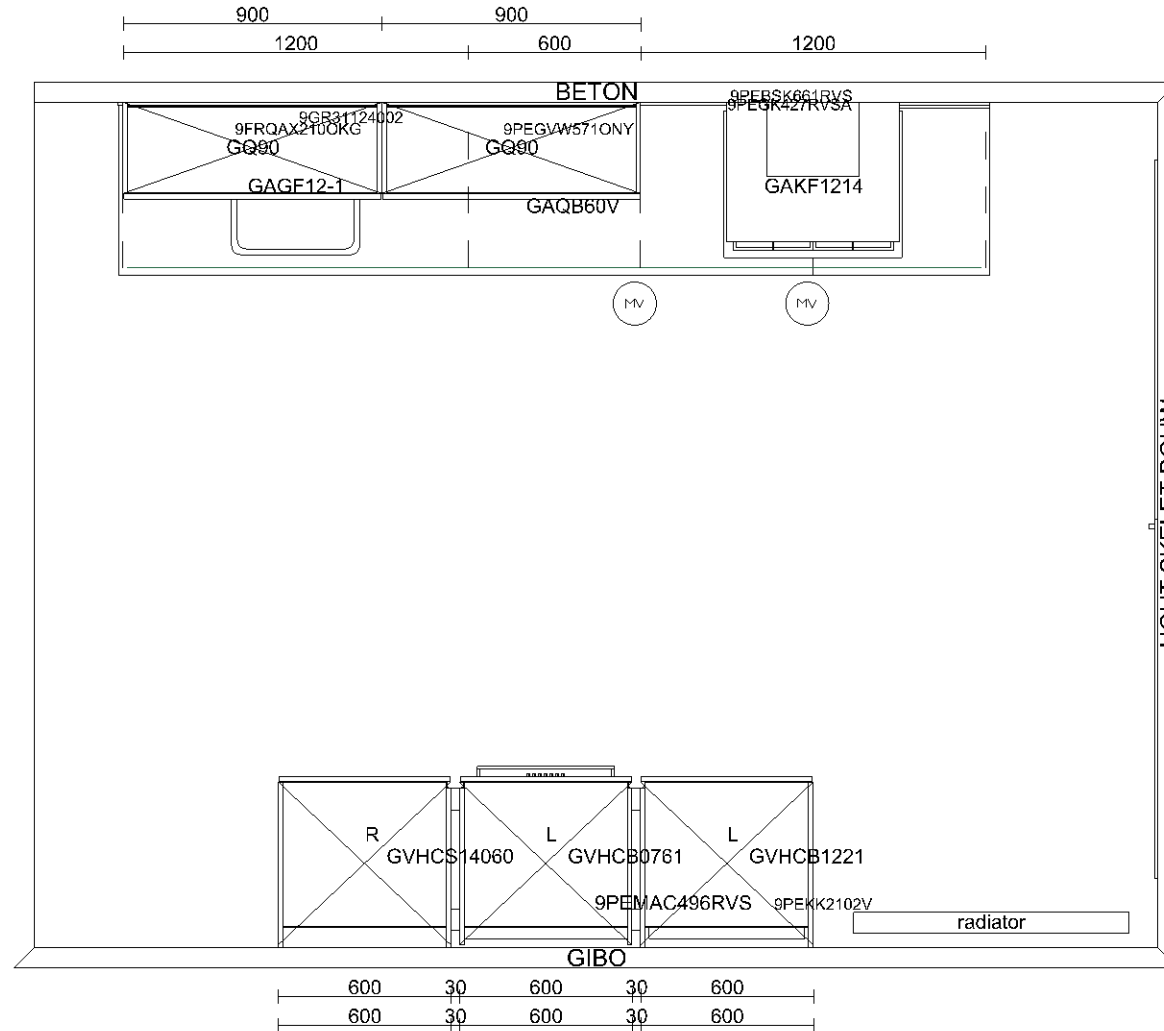 900 900
1200 600 1200
BETON
9PEBSK661RVS
9PEGK427RVSA
9GR31124002
9FRQAX210OKG 9PEGVW571ONY
GQ90 GQ90
GAGF12-1 GAKF1214
GAQB60V
MV MV
R L L
GVHCS14060 GVHCB0761 GVHCB1221
9PEMAC496RVS 9PEKK2102V
radiator
GIBO
600 30 600 30 600
600 30 600 30 600